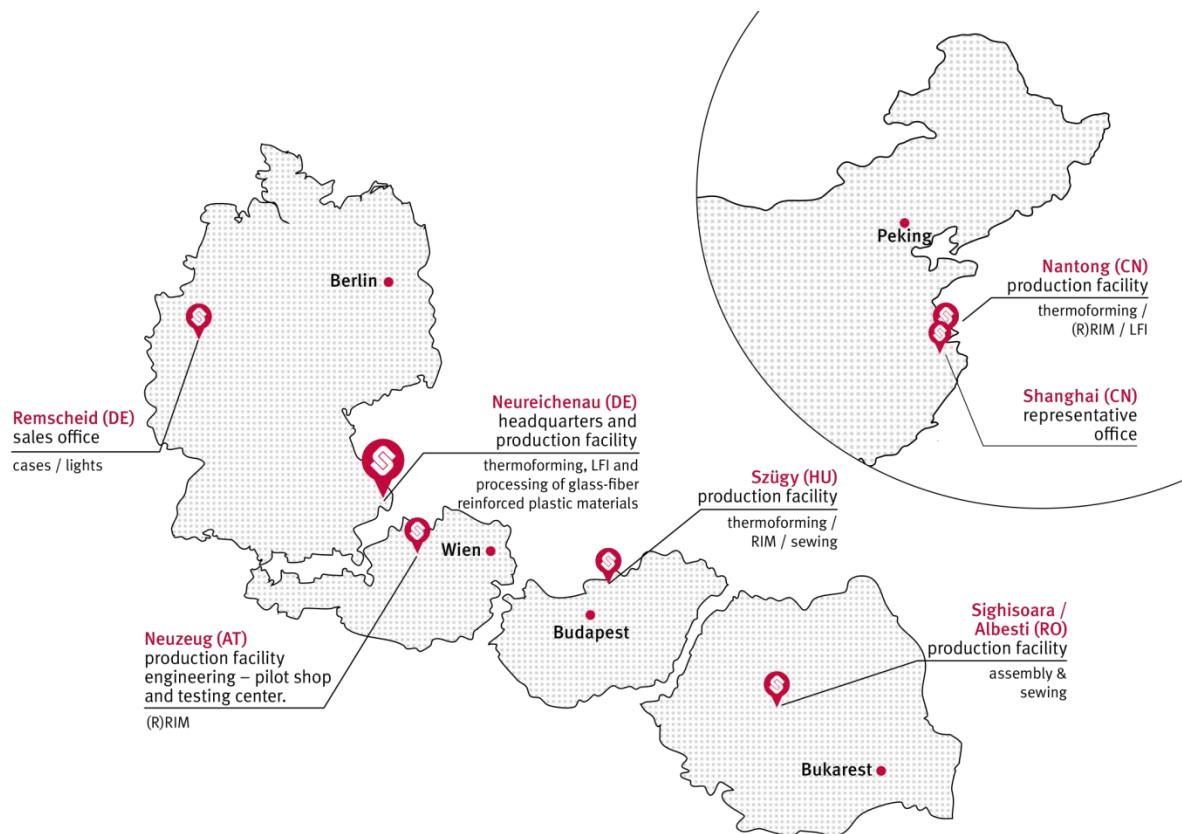 Peking
Nantong (CN)
production facility
thermoforming /
(R)RIM / LFI
Shanghai (CN)
representative
office
Berlin
Remscheid (DE)
sales office
cases / lights
Neureichenau (DE)
headquarters and
production facility
thermoforming, LFI and
processing of glass-fiber
reinforced plastic materials
Szügy (HU)
production facility
thermoforming /
RIM / sewing
Wien
Budapest
Neuzeug (AT)
production facility
engineering – pilot shop
and testing center.
(R)RIM
Sighisoara /
Albesti (RO)
production facility
assembly &
sewing
Bukarest